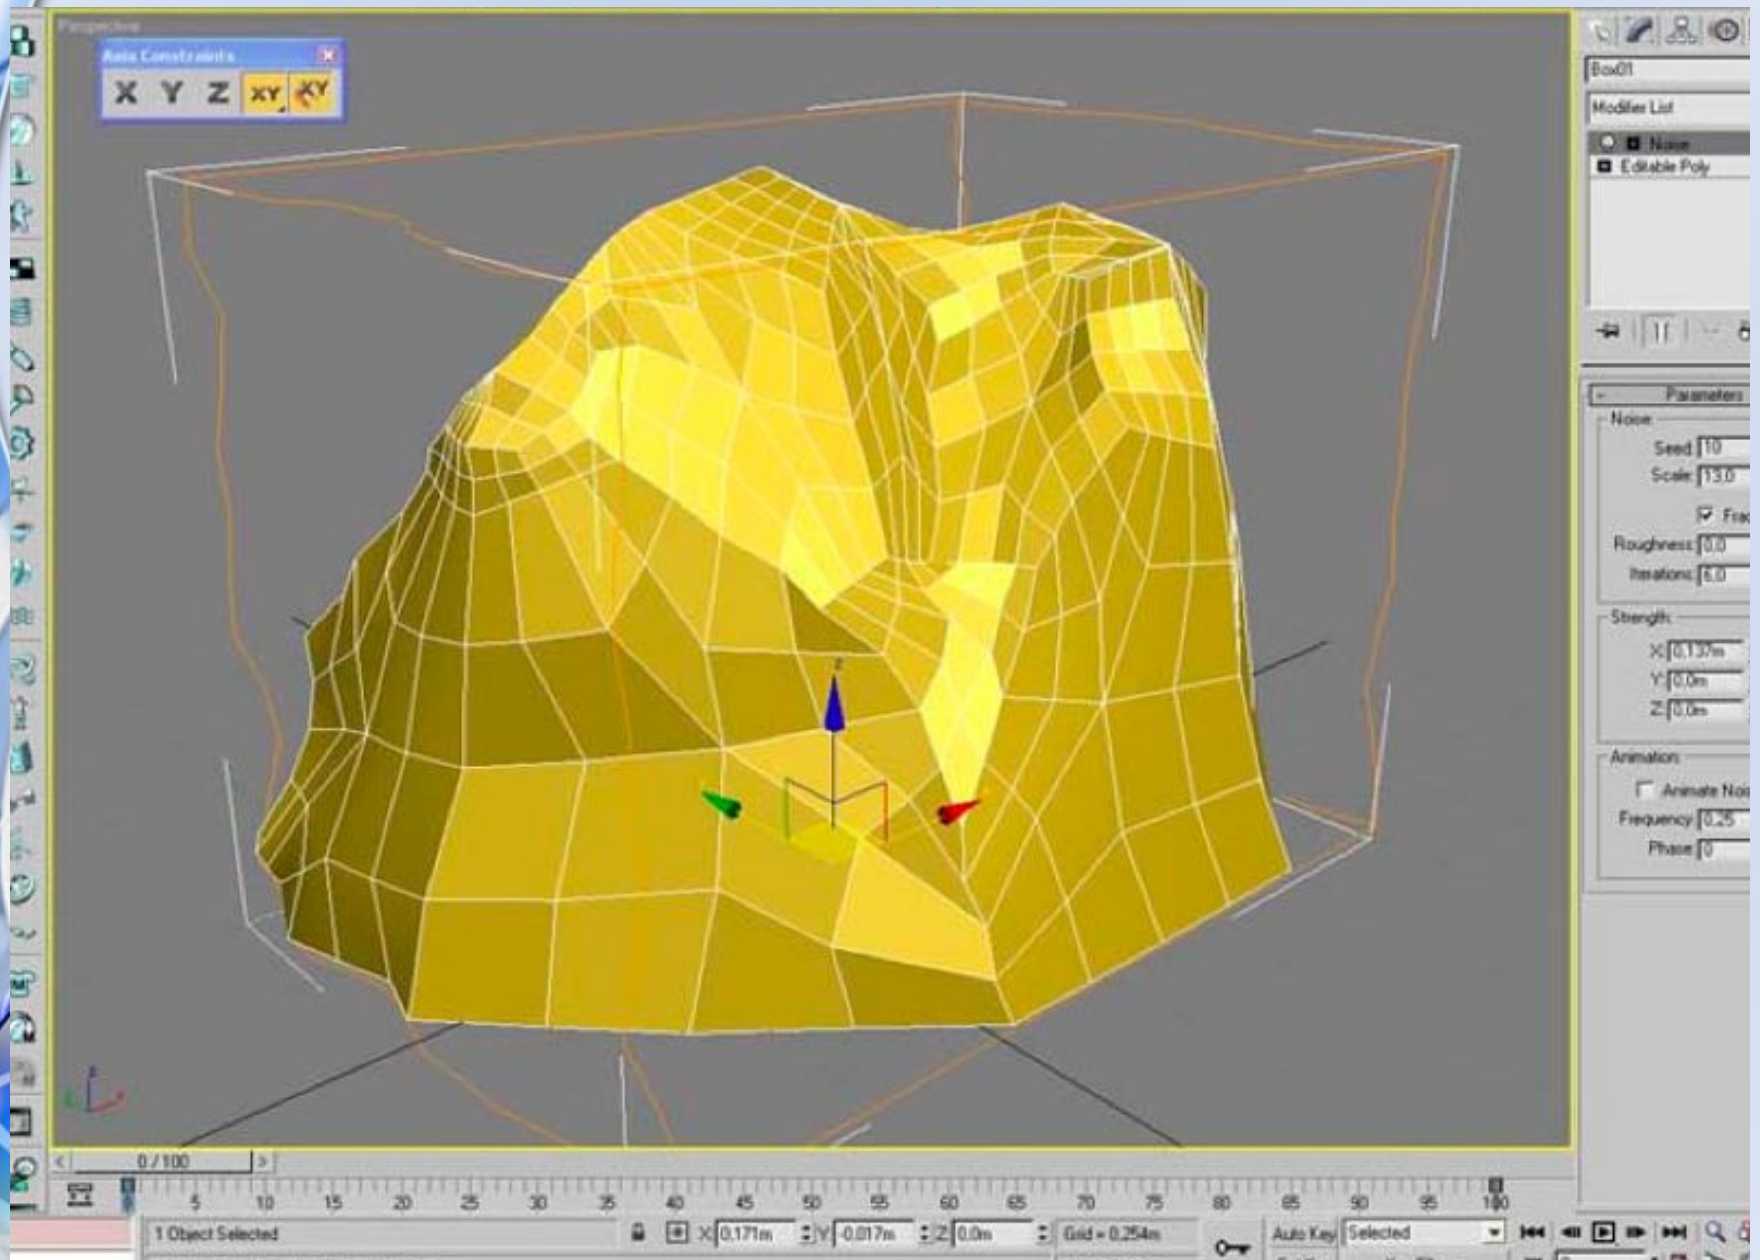 Perspective
Axis Constraints
X Y Z XY XY
Box01
Modifier List
Noise
Editable Poly
Parameters
Noise:
Seed: 10
Scale: 13,0
Roughness: 0,0
Iterations: 6,0
Strength:
X: 0,137m
Y: 0,0m
Z: 0,0m
Animation:
Animate
Frequency: 0,25
Phase: 0
z
0 / 100
5 10 15 20 25 30 35 40 45 50 55 60 65 70 75 80 85 90 95 100
1 Object Selected X: 0,171m Y: -0,017m Z: 0,0m Grid = 0,254m Auto Key Selected